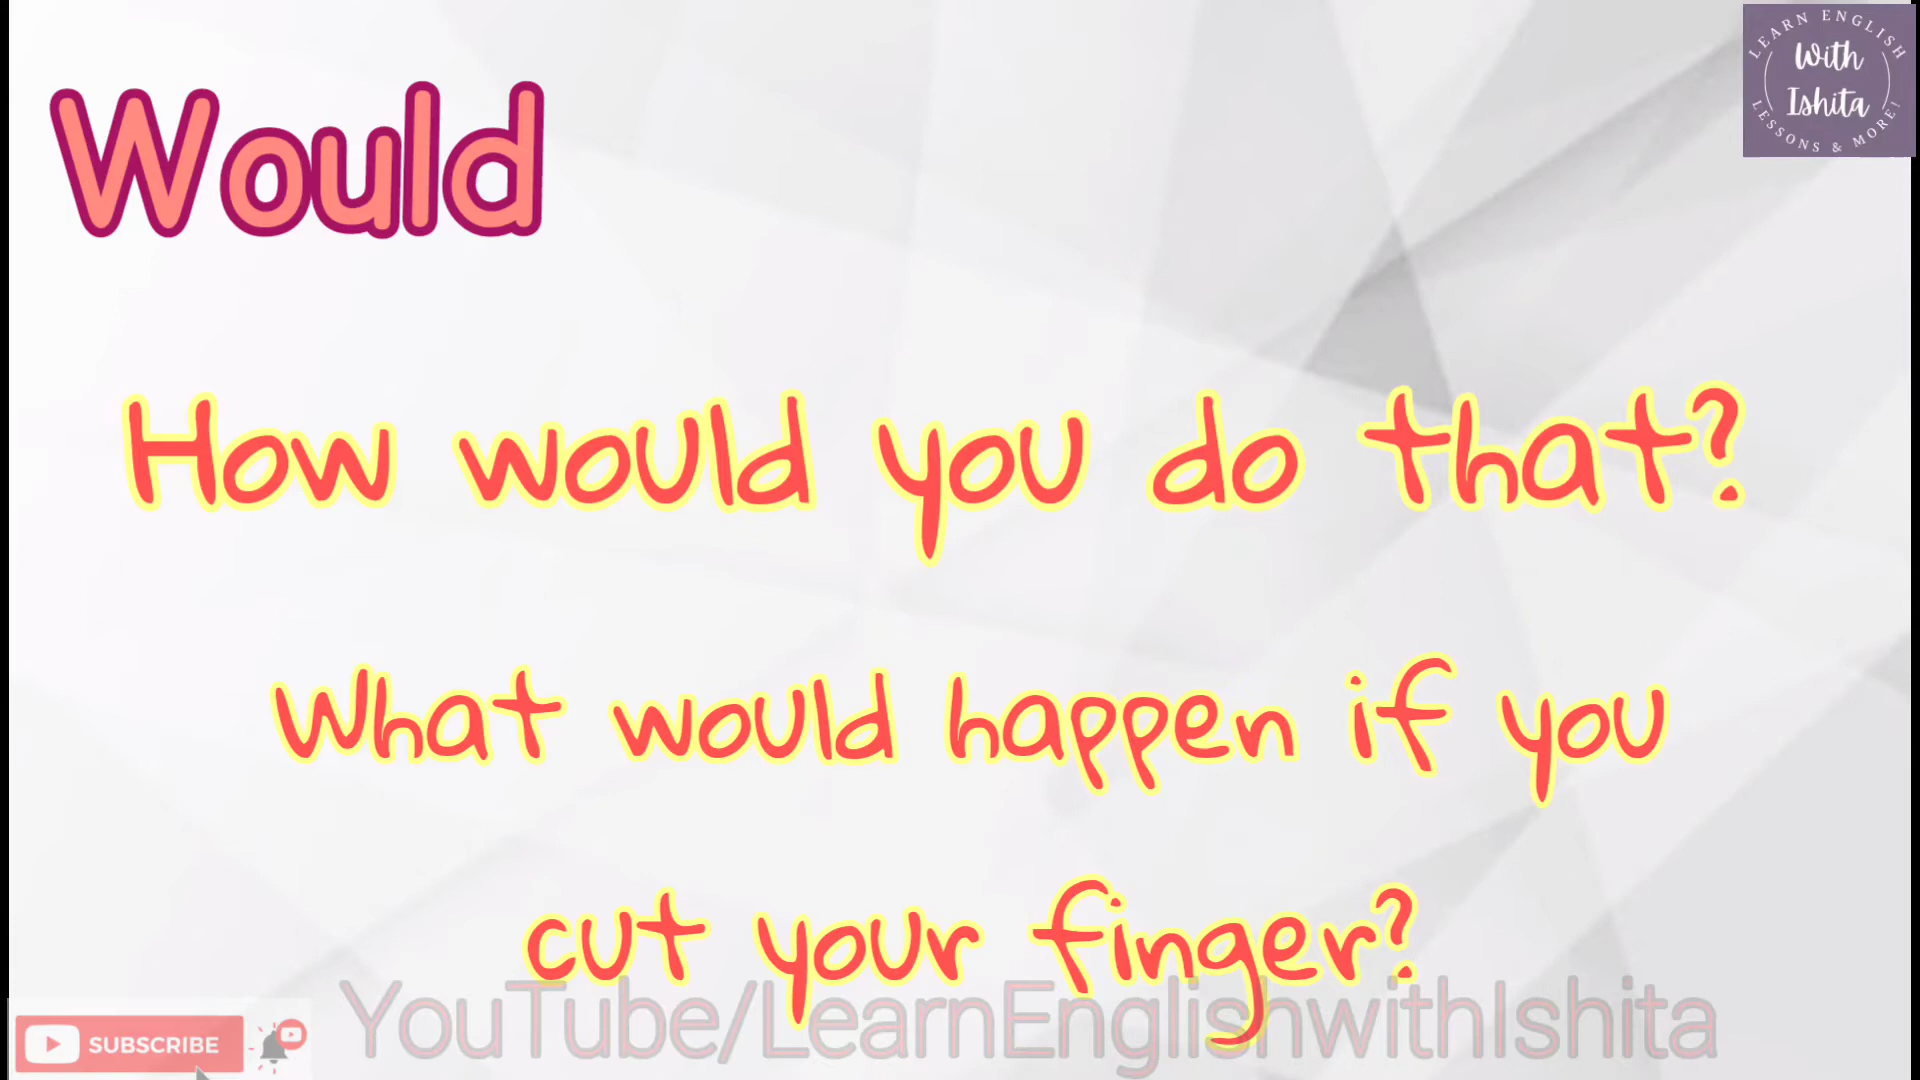 LEARN ENGLISH
With
Ishita
LESSONS & MORE!
Would
How would you do that?
What would happen if you
cut your finger?
YouTube/LearnEnglishwithIshita
SUBSCRIBE